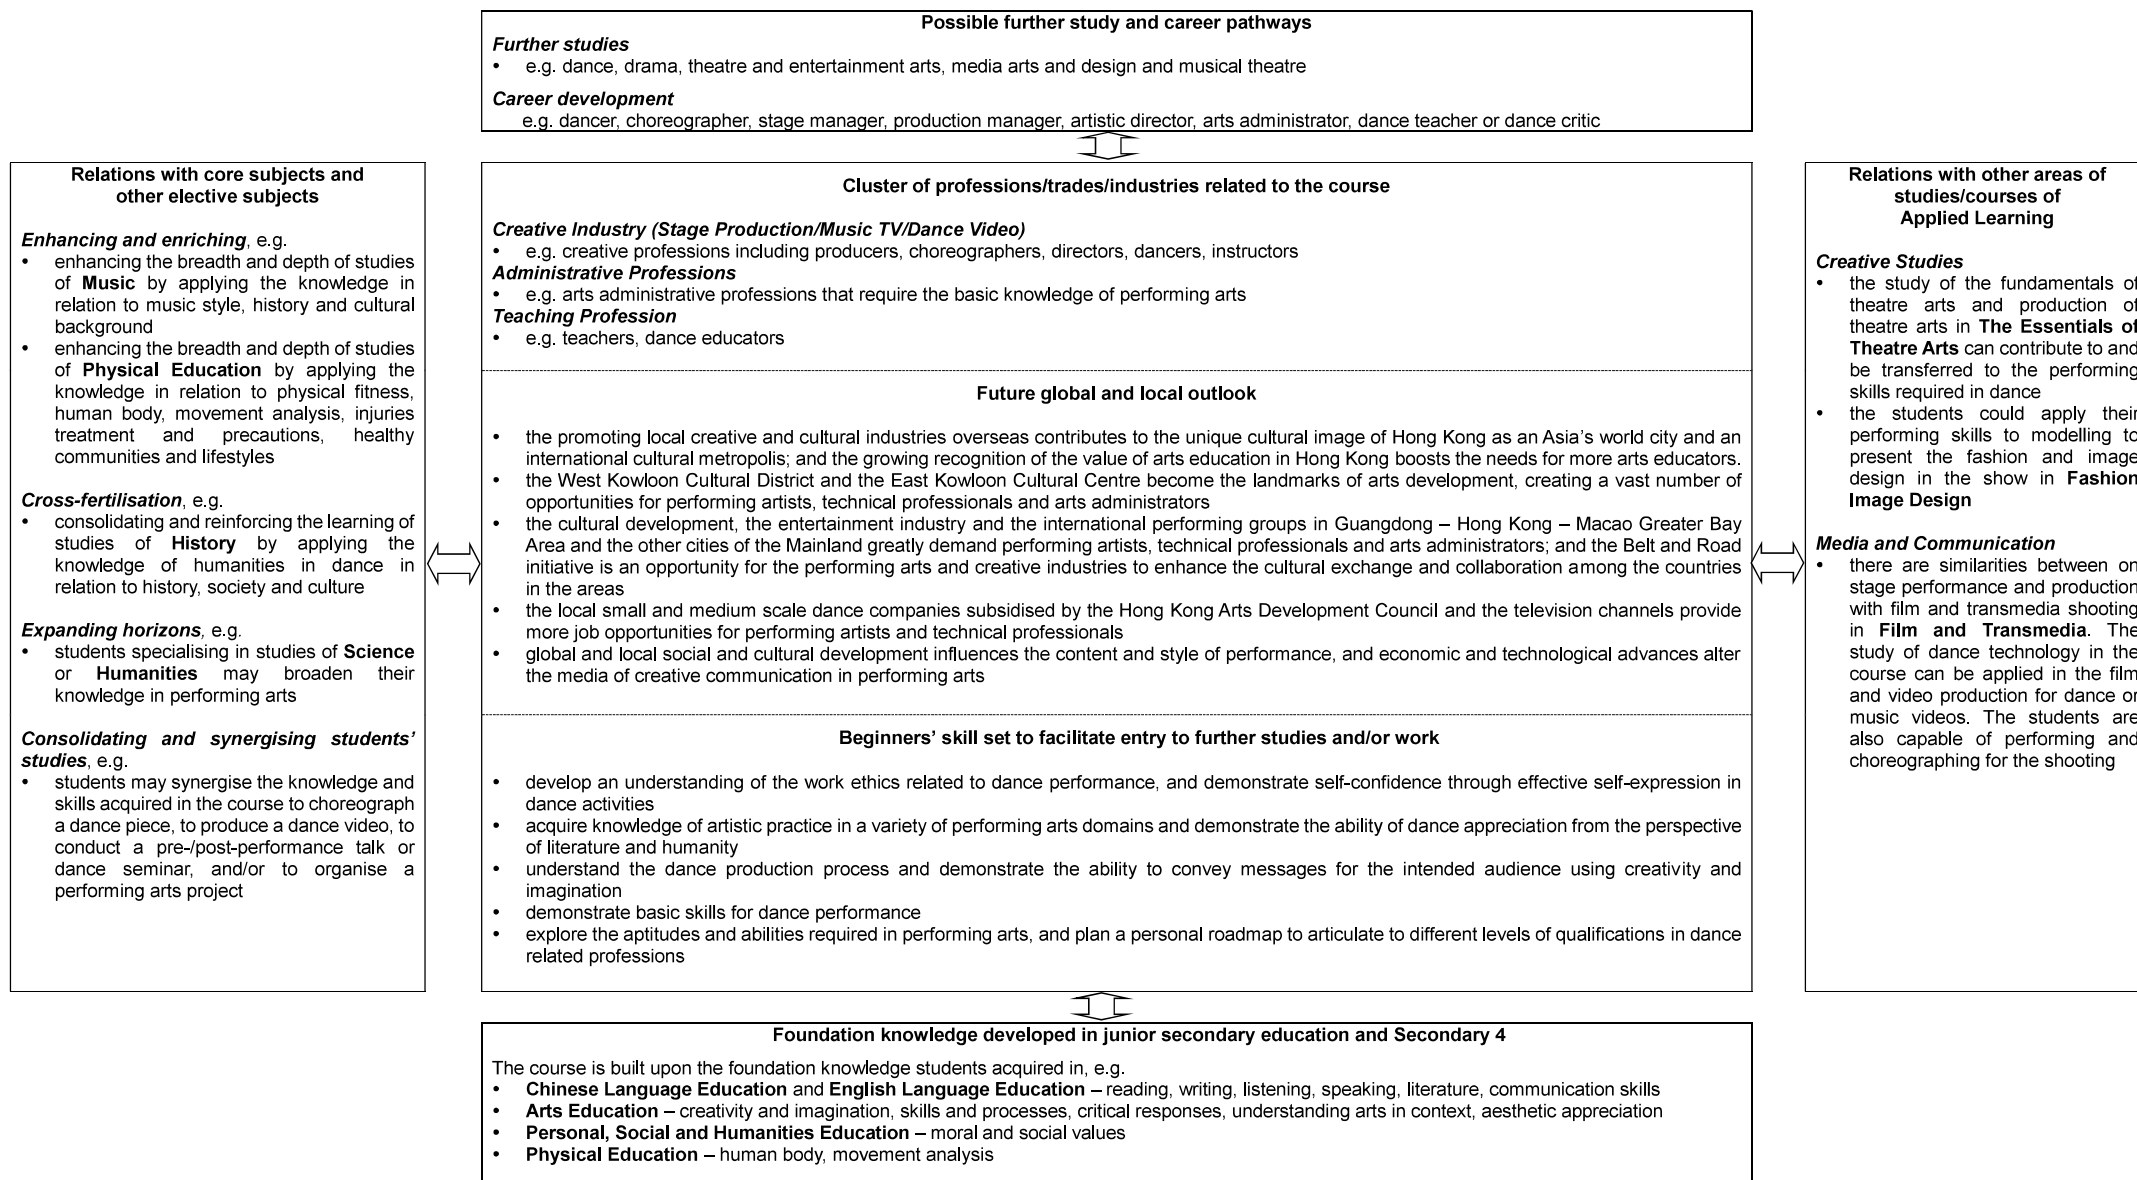 Possible further study and career pathways
Further studies
• e.g. dance, drama, theatre and entertainment arts, media arts and design and musical theatre
Career development
e.g. dancer, choreographer, stage manager, production manager, artistic director, arts administrator, dance teacher or dance critic
Relations with core subjects and
other elective subjects
Enhancing and enriching, e.g.
• enhancing the breadth and depth of studies
of Music by applying the knowledge in
relation to music style, history and cultural
background
• enhancing the breadth and depth of studies
of Physical Education by applying the
knowledge in relation to physical fitness,
human body, movement analysis, injuries
treatment and precautions, healthy
communities and lifestyles
Cross-fertilisation, e.g.
• consolidating and reinforcing the learning of
studies of History by applying the
knowledge of humanities in dance in
relation to history, society and culture
Expanding horizons, e.g.
• students specialising in studies of Science
or Humanities may broaden their
knowledge in performing arts
Consolidating and synergising students'
studies, e.g.
• students may synergise the knowledge and
skills acquired in the course to choreograph
a dance piece, to produce a dance video, to
conduct a pre-/post-performance talk or
dance seminar, and/or to organise a
performing arts project
Cluster of professions/trades/industries related to the course
Creative Industry (Stage Production/Music TV/Dance Video)
• e.g. creative professions including producers, choreographers, directors, dancers, instructors
Administrative Professions
• e.g. arts administrative professions that require the basic knowledge of performing arts
Teaching Profession
• e.g. teachers, dance educators
Future global and local outlook
• the promoting local creative and cultural industries overseas contributes to the unique cultural image of Hong Kong as an Asia's world city and an
international cultural metropolis; and the growing recognition of the value of arts education in Hong Kong boosts the needs for more arts educators.
• the West Kowloon Cultural District and the East Kowloon Cultural Centre become the landmarks of arts development, creating a vast number of
opportunities for performing artists, technical professionals and arts administrators
• the cultural development, the entertainment industry and the international performing groups in Guangdong – Hong Kong – Macao Greater Bay
Area and the other cities of the Mainland greatly demand performing artists, technical professionals and arts administrators; and the Belt and Road
initiative is an opportunity for the performing arts and creative industries to enhance the cultural exchange and collaboration among the countries
in the areas
• the local small and medium scale dance companies subsidised by the Hong Kong Arts Development Council and the television channels provide
more job opportunities for performing artists and technical professionals
• global and local social and cultural development influences the content and style of performance, and economic and technological advances alter
the media of creative communication in performing arts
Beginners' skill set to facilitate entry to further studies and/or work
• develop an understanding of the work ethics related to dance performance, and demonstrate self-confidence through effective self-expression in
dance activities
• acquire knowledge of artistic practice in a variety of performing arts domains and demonstrate the ability of dance appreciation from the perspective
of literature and humanity
• understand the dance production process and demonstrate the ability to convey messages for the intended audience using creativity and
imagination
• demonstrate basic skills for dance performance
• explore the aptitudes and abilities required in performing arts, and plan a personal roadmap to articulate to different levels of qualifications in dance
related professions
Relations with other areas of
studies/courses of
Applied Learning
Creative Studies
• the study of the fundamentals of
theatre arts and production of
theatre arts in The Essentials of
Theatre Arts can contribute to and
be transferred to the performing
skills required in dance
• the students could apply their
performing skills to modelling to
present the fashion and image
design in the show in Fashion
Image Design
Media and Communication
• there are similarities between on
stage performance and production
with film and transmedia shooting
in Film and Transmedia. The
study of dance technology in the
course can be applied in the film
and video production for dance or
music videos. The students are
also capable of performing and
choreographing for the shooting
Foundation knowledge developed in junior secondary education and Secondary 4
The course is built upon the foundation knowledge students acquired in, e.g.
• Chinese Language Education and English Language Education – reading, writing, listening, speaking, literature, communication skills
• Arts Education – creativity and imagination, skills and processes, critical responses, understanding arts in context, aesthetic appreciation
• Personal, Social and Humanities Education – moral and social values
• Physical Education – human body, movement analysis